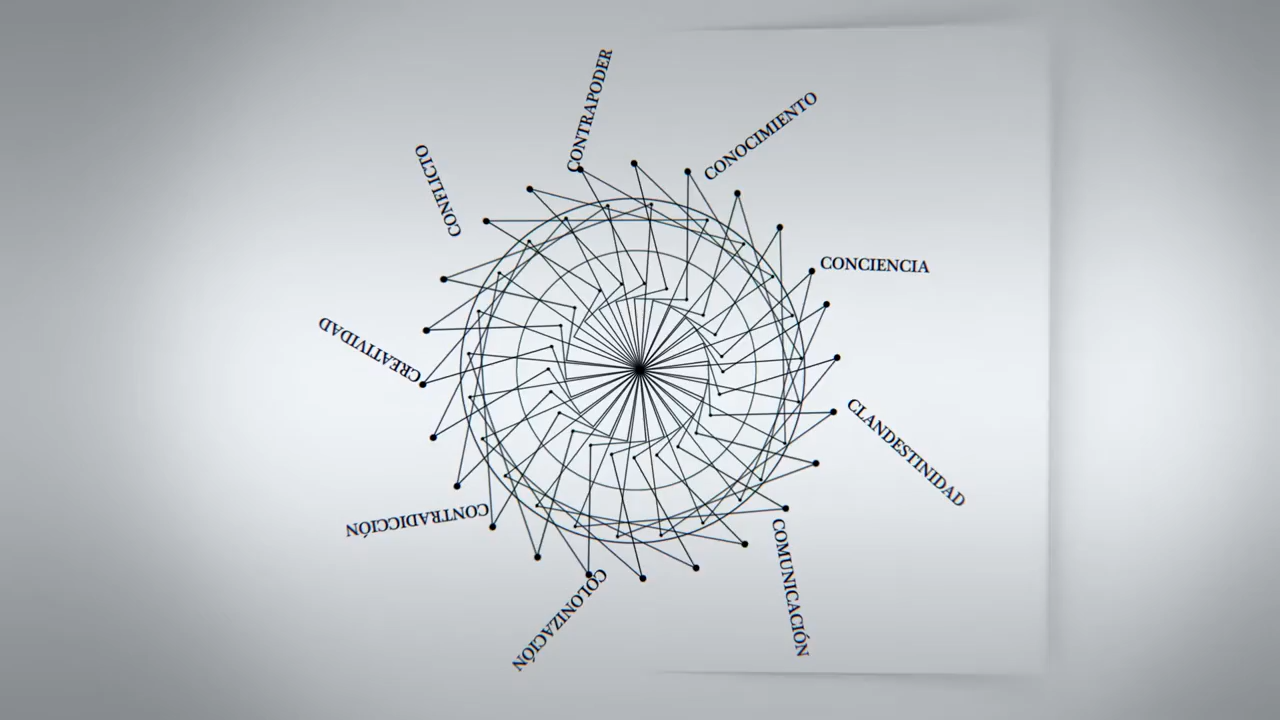 CONTRAPODER
CONOCIMIENTO
CONCIENCIA
CLANDESTINIDAD
COMUNICACIÓN
COLONIZACIÓN
CONTRADICCIÓN
CREATIVIDAD
CONFLICTO